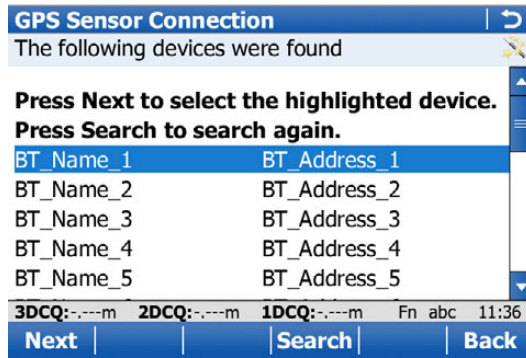 GPS Sensor Connection
The following devices were found
Press Next to select the highlighted device.
Press Search to search again.
BT_Name_1 BT_Address_1
BT_Name_2 BT_Address_2
BT_Name_3 BT_Address_3
BT_Name_4 BT_Address_4
BT_Name_5 BT_Address_5
3DCQ:-.---m 2DCQ:-.---m 1DCQ:-.---m Fn abc 11:36
Next Search Back